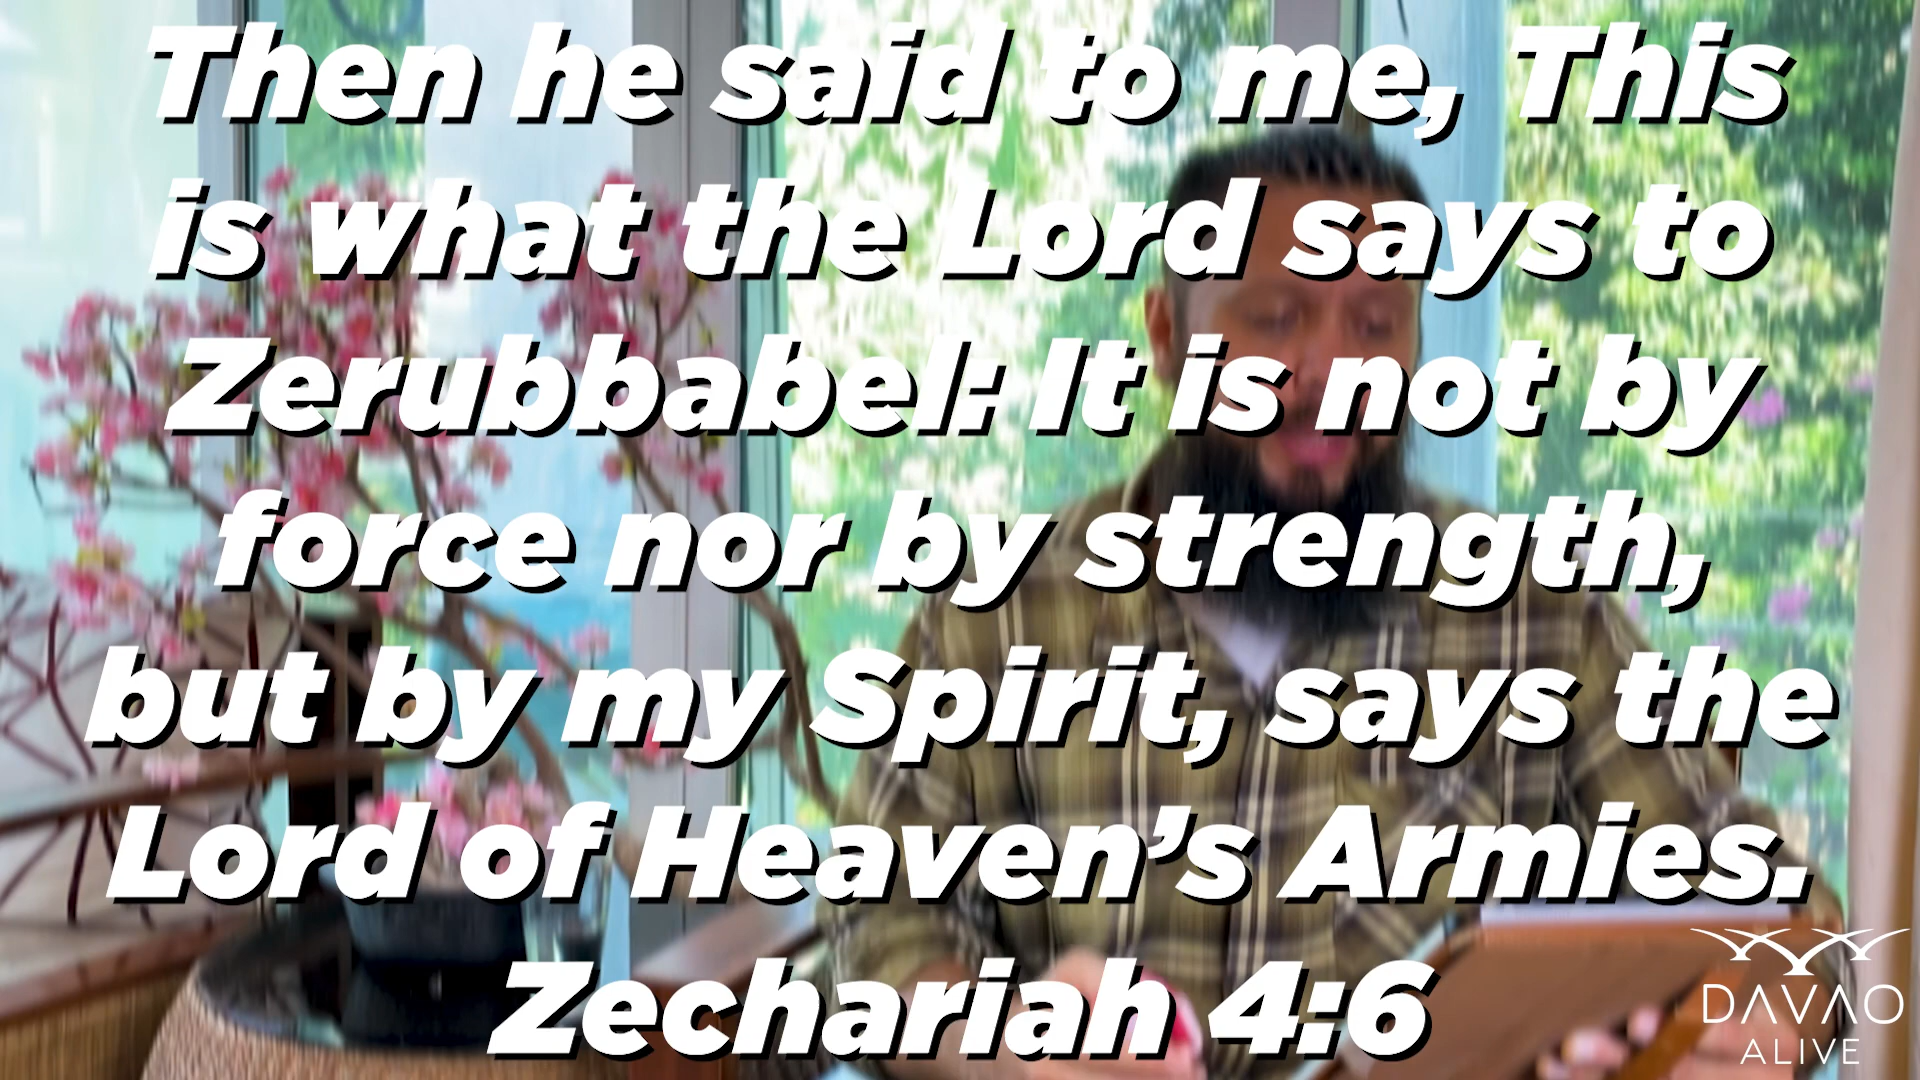 Then he said to me, This
is what the Lord says to
Zerubbabel: It is not by
force nor by strength,
but by my Spirit, says the
Lord of Heaven’s Armies.
Zechariah 4:6
DAVAO
ALIVE